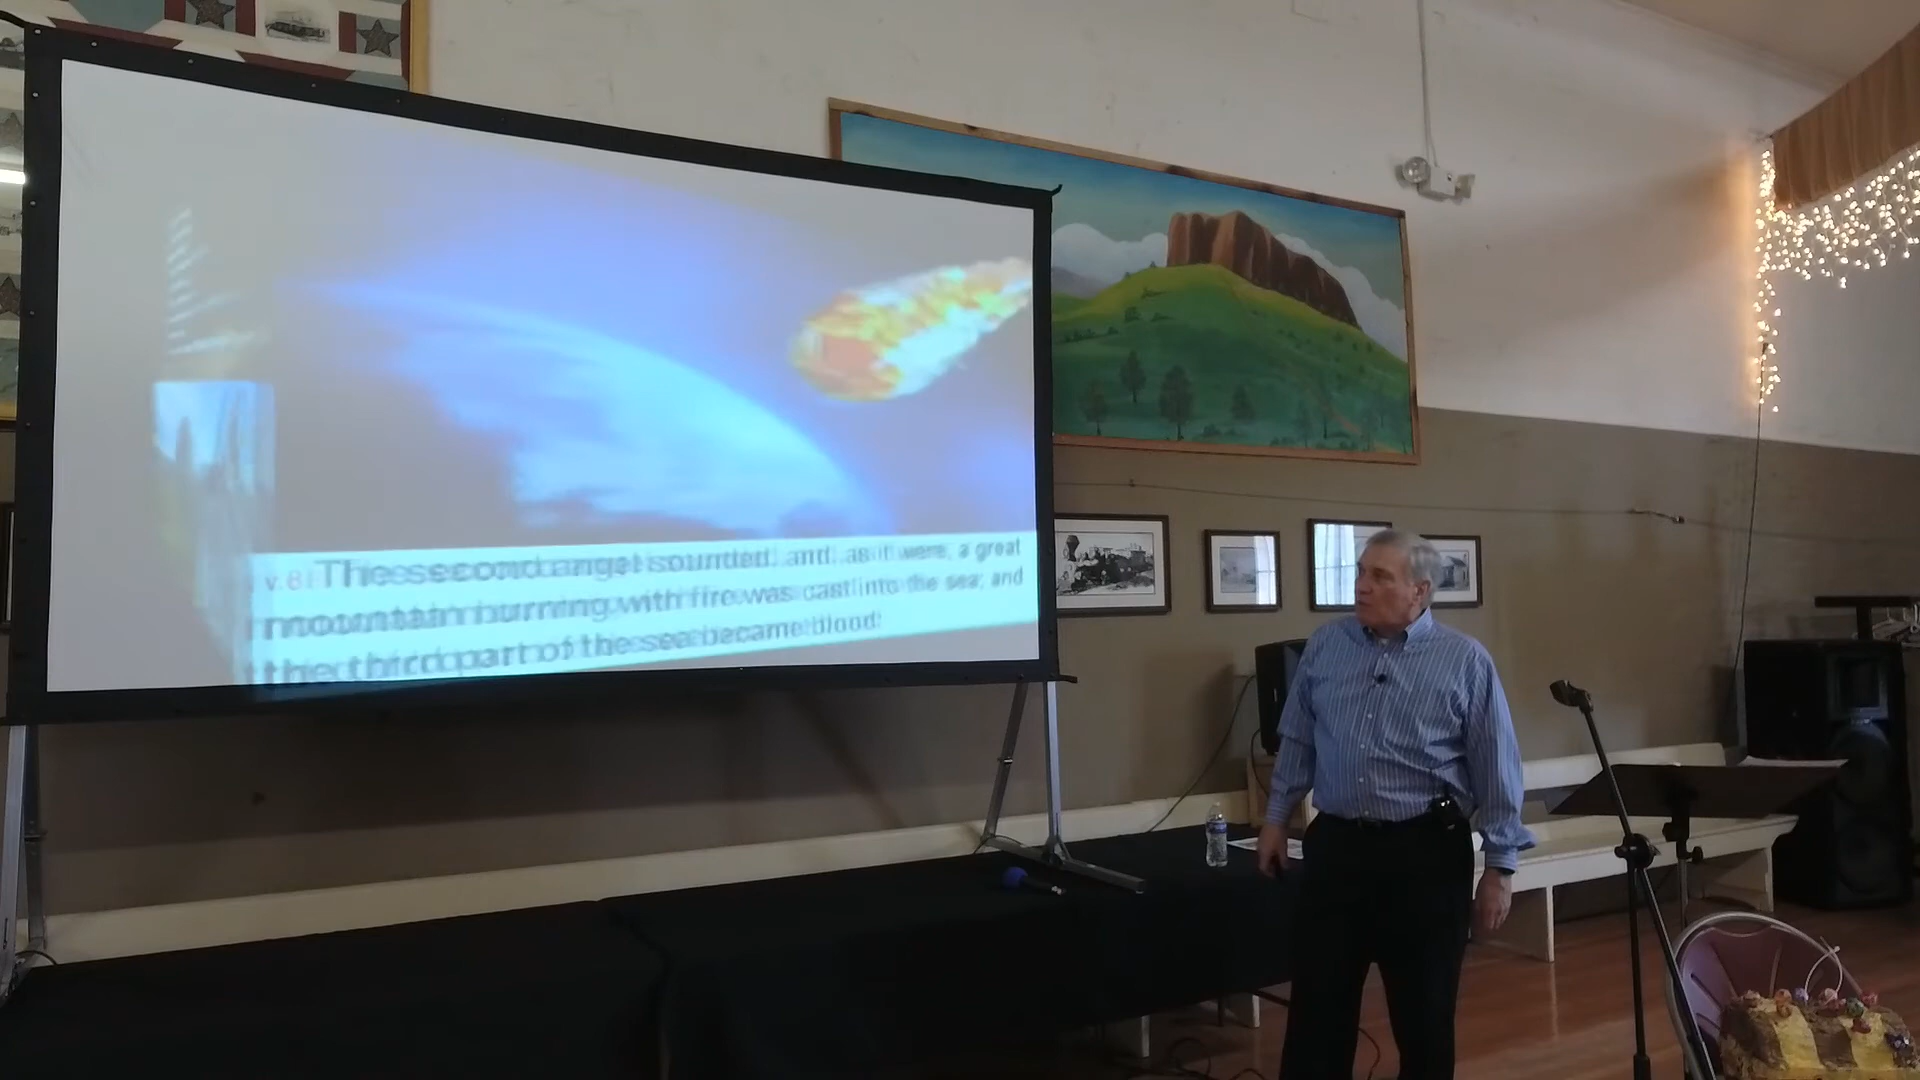 v.8 The second angel sounded: and, as it were, a great
mountain burning with fire was cast into the sea; and
the third part of the sea became blood: